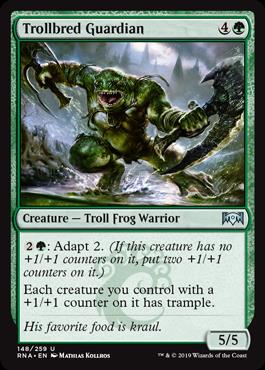 Trollbred Guardian 4
Creature — Troll Frog Warrior
2 : Adapt 2. (If this creature has no
+1/+1 counters on it, put two +1/+1
counters on it.)
Each creature you control with a
+1/+1 counter on it has trample.
His favorite food is kraul.
5/5
148/259 U
RNA • EN Mathias Kollros ™ & © 2019 Wizards of the Coast